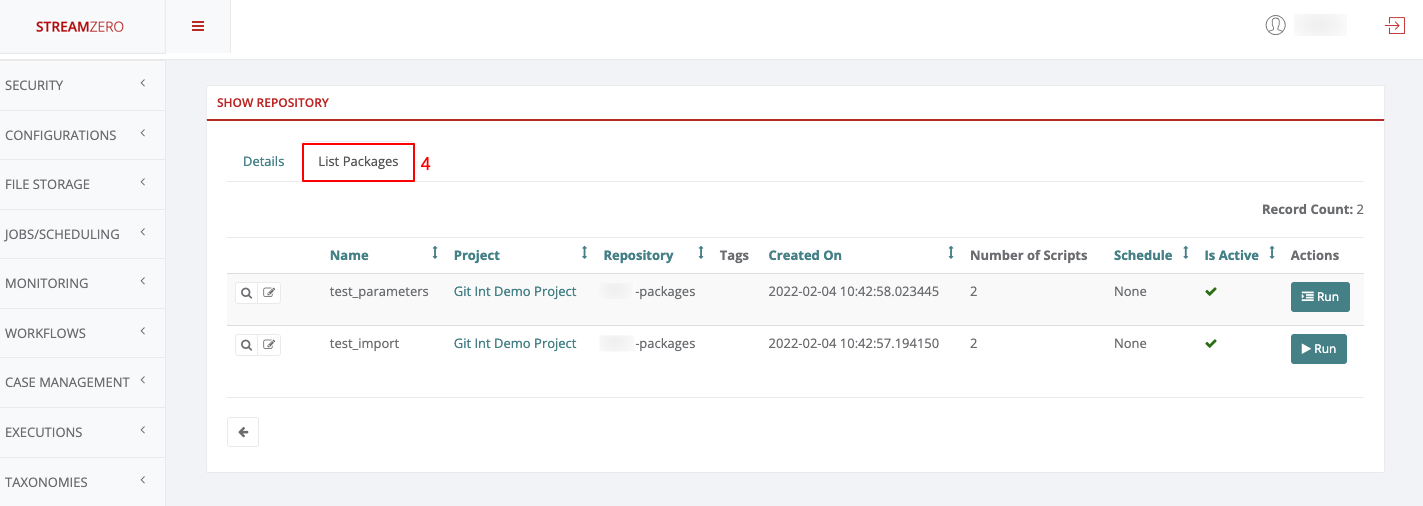 STREAMZERO
SECURITY
CONFIGURATIONS
FILE STORAGE
JOBS/SCHEDULING
MONITORING
WORKFLOWS
CASE MANAGEMENT
EXECUTIONS
TAXONOMIES
SHOW REPOSITORY
Details List Packages 4
Record Count: 2
Name Project Repository Tags Created On Number of Scripts Schedule Is Active Actions
test_parameters Git Int Demo Project -packages 2022-02-04 10:42:58.023445 2 None Run
test_import Git Int Demo Project -packages 2022-02-04 10:42:57.194150 2 None Run